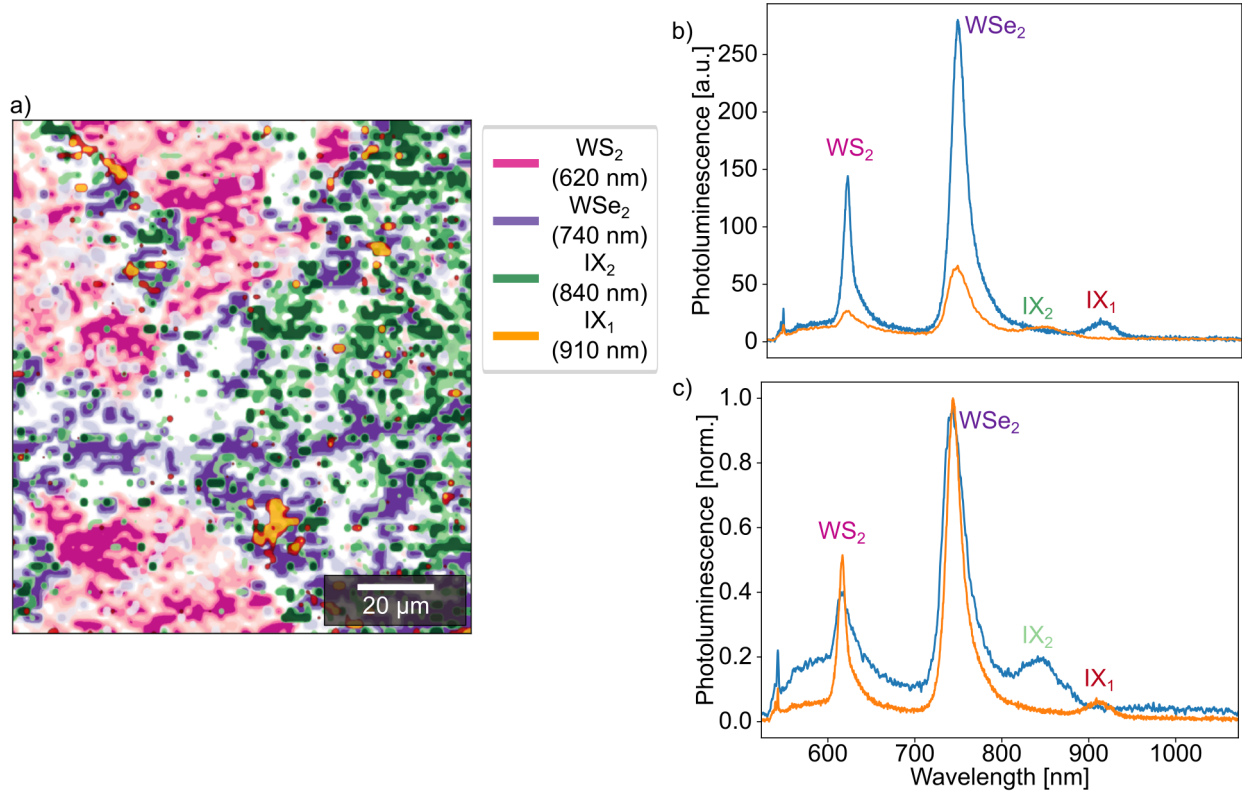 a)
WS₂
(620 nm)
WSe₂
(740 nm)
IX₂
(840 nm)
IX₁
(910 nm)
20 µm
b)
Photoluminescence [a.u.]
250
200
150
100
50
0
WS₂
WSe₂
IX₂
IX₁
c)
Photoluminescence [norm.]
1.0
0.8
0.6
0.4
0.2
0.0
WS₂
WSe₂
IX₂
IX₁
600 700 800 900 1000
Wavelength [nm]